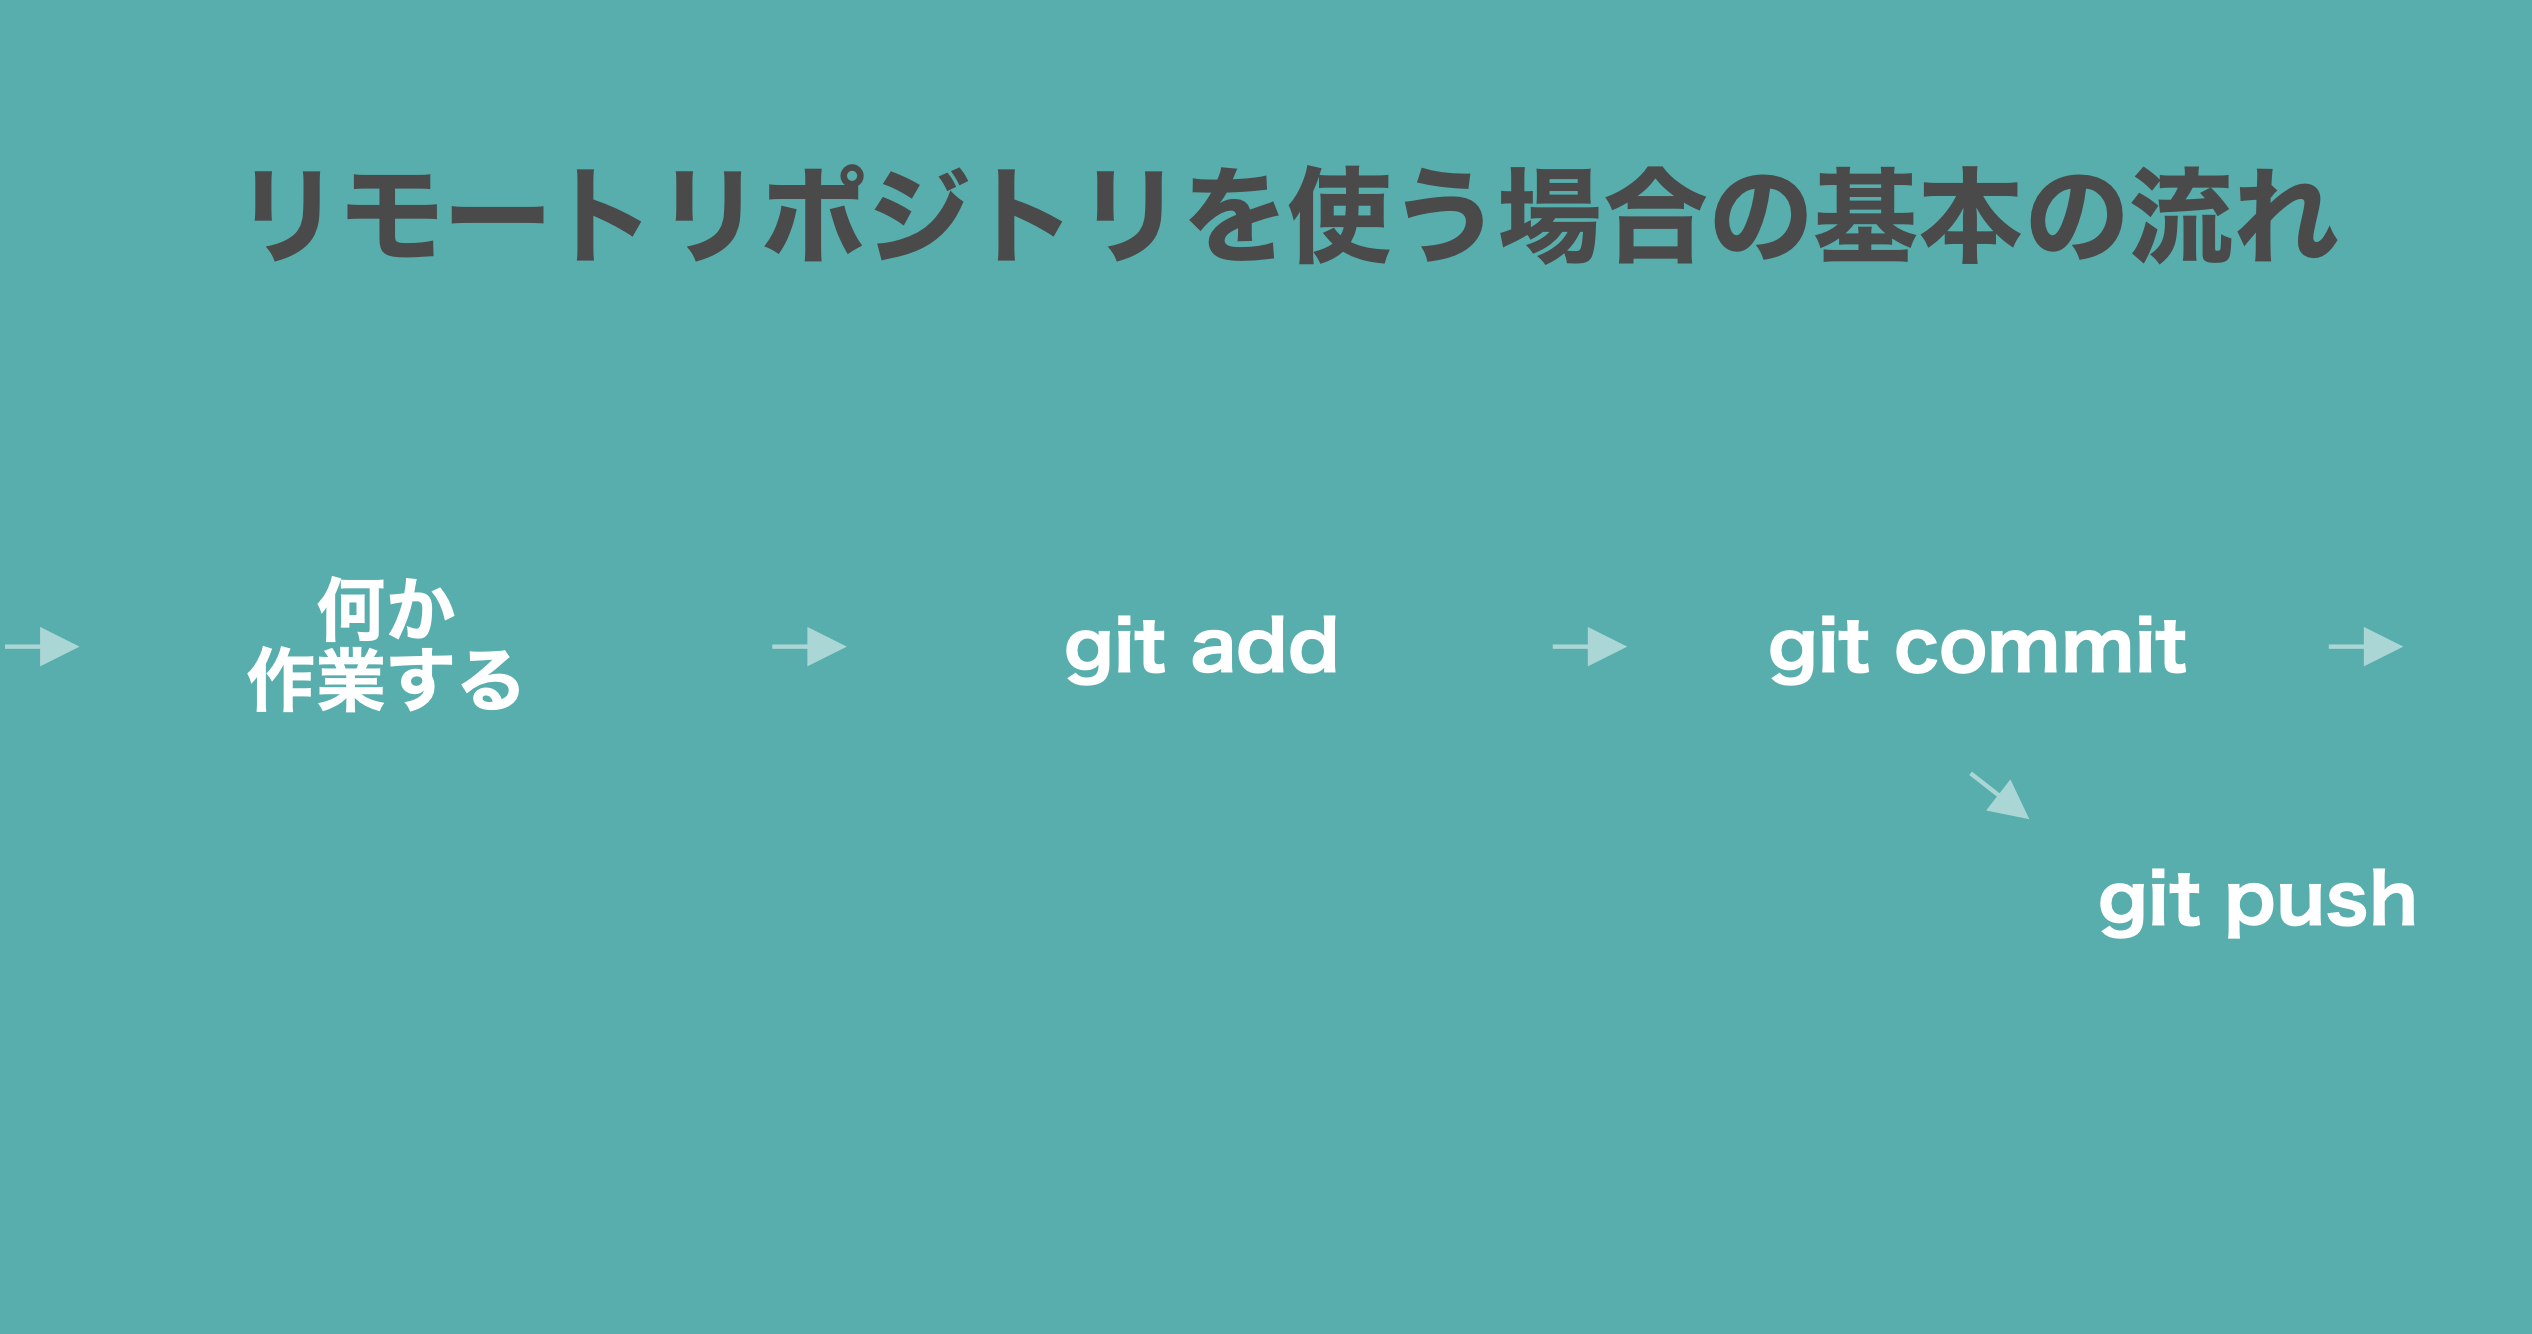 リモートリポジトリを使う場合の基本の流れ
何か
作業する
git add
git commit
git push